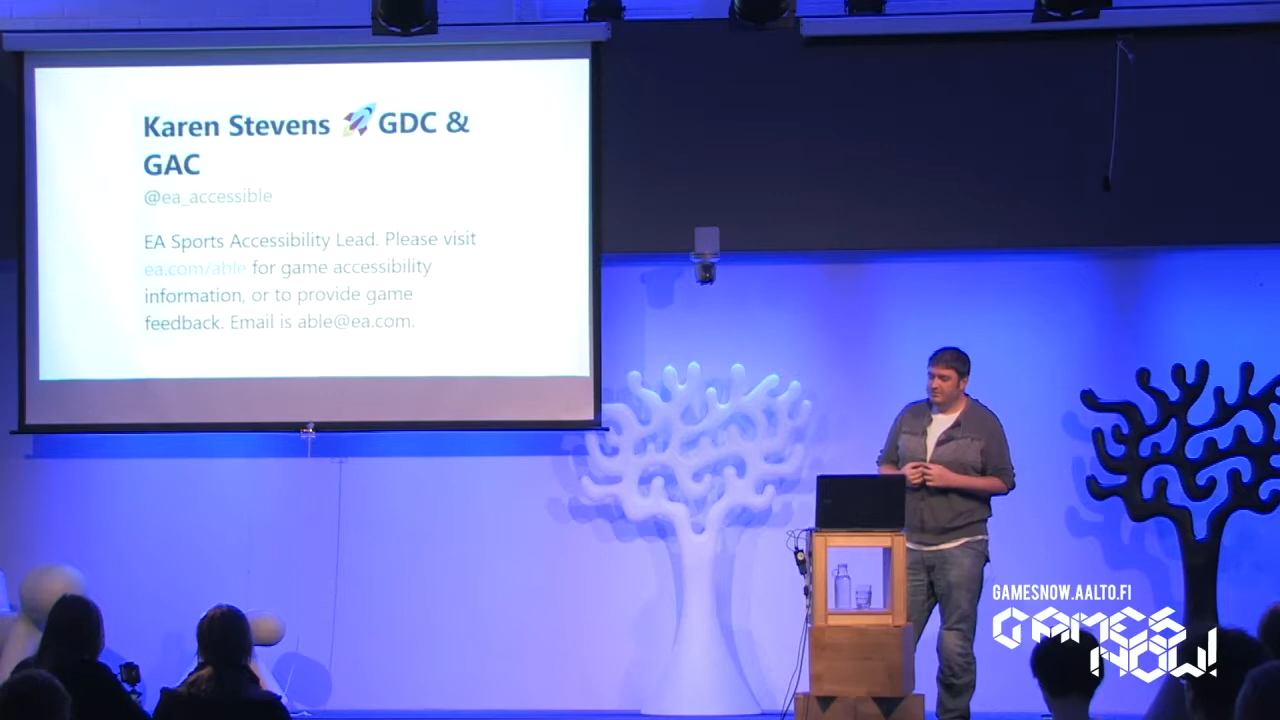 Karen Stevens 🚀 GDC &
GAC
@ea_accessible
EA Sports Accessibility Lead. Please visit
ea.com/able for game accessibility
information, or to provide game
feedback. Email is able@ea.com.
GAMESNOW.AALTO.FI
GAMES
NOW!